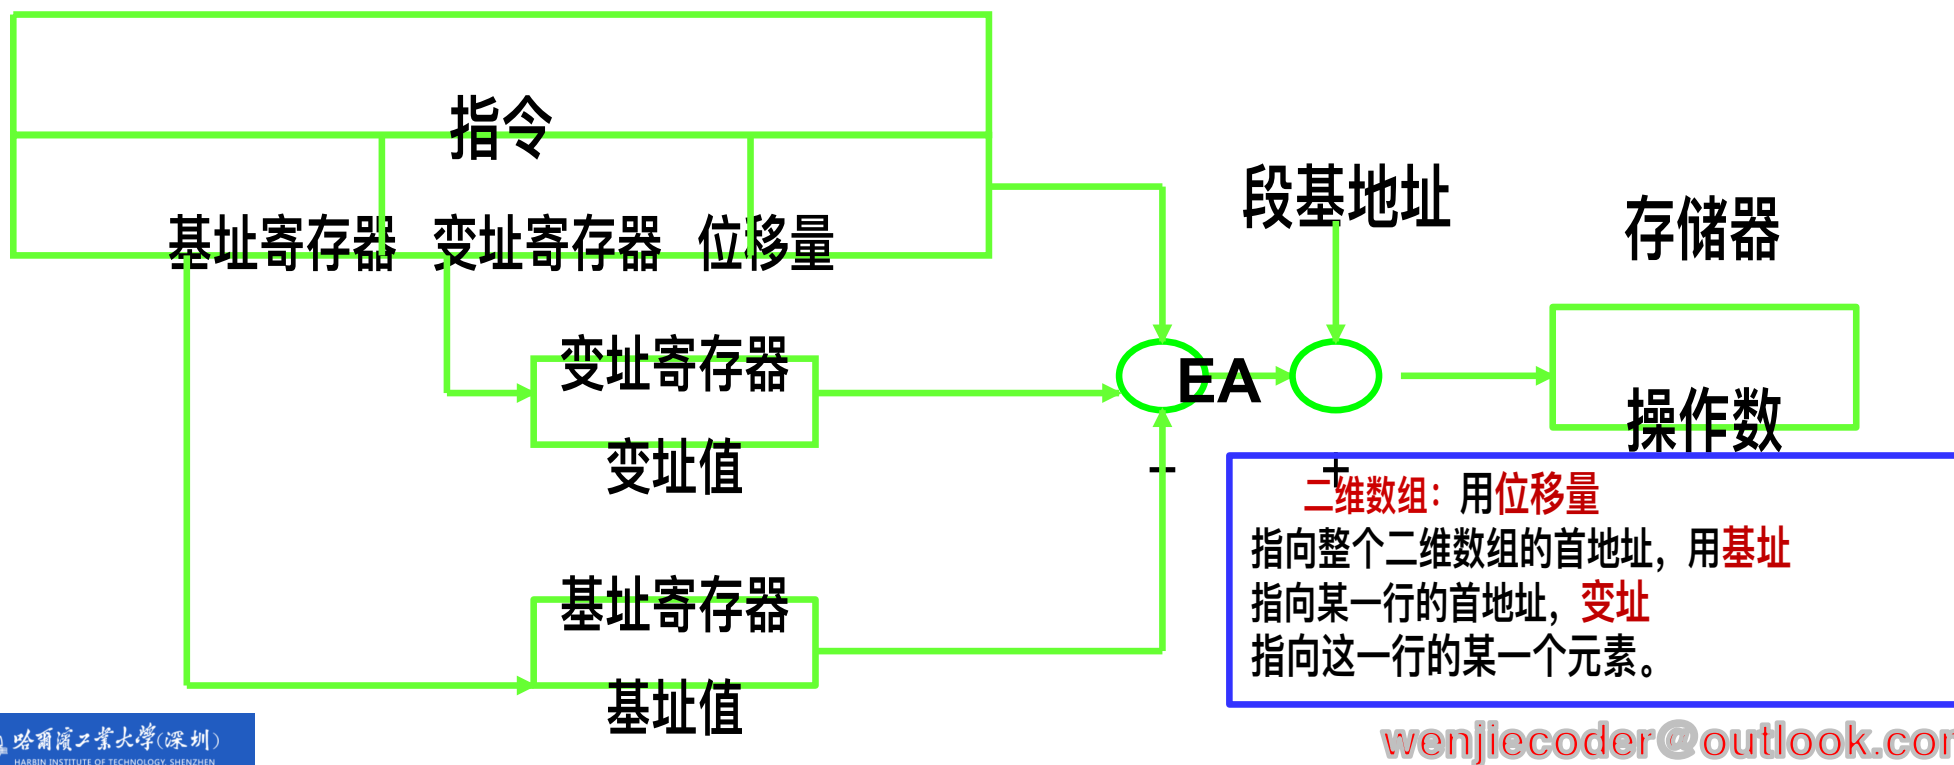 指令
基址寄存器 变址寄存器 位移量
段基地址
存储器
变址寄存器
变址值
EA
+
操作数
二维数组：用位移量
指向整个二维数组的首地址，用基址
指向某一行的首地址，变址
指向这一行的某一个元素。
基址寄存器
基址值
哈爾濱工業大學(深圳)
HARBIN INSTITUTE OF TECHNOLOGY, SHENZHEN